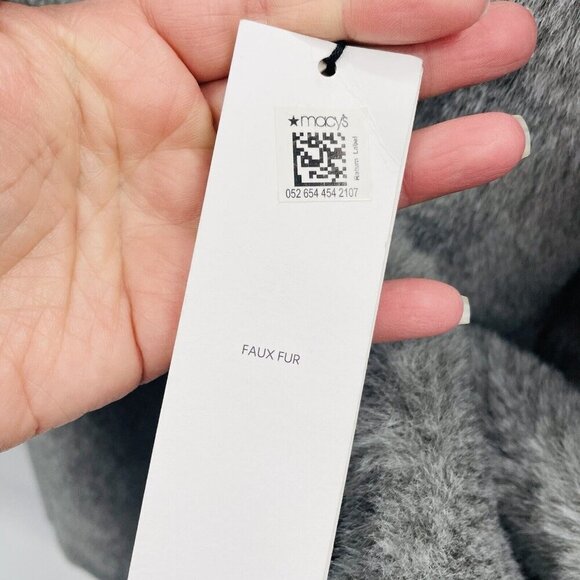 ★macy's
Return Label
052 654 454 2107
FAUX FUR